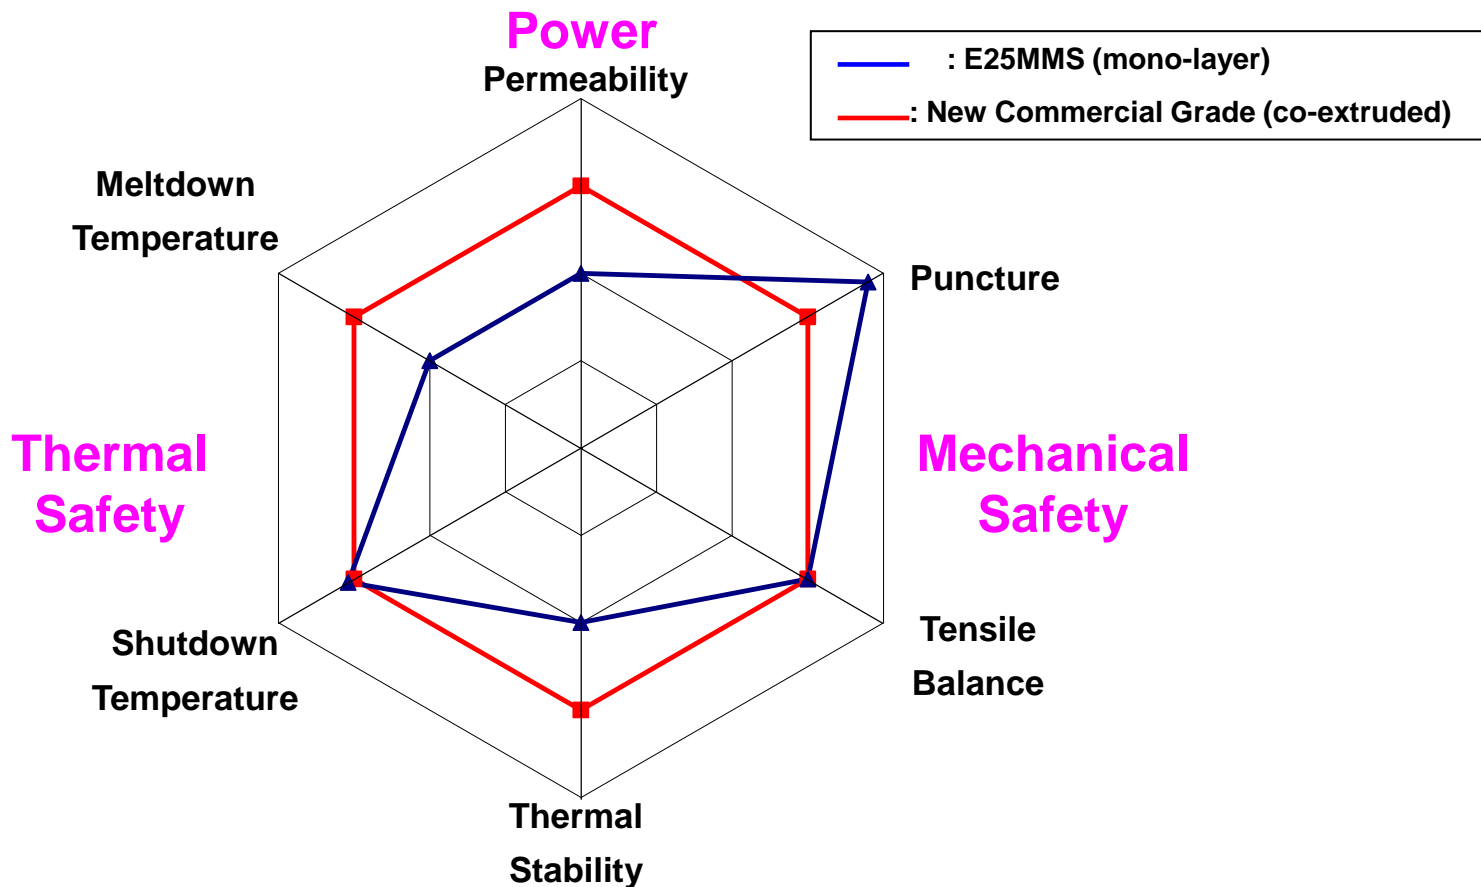 Power
Permeability
: E25MMS (mono-layer)
: New Commercial Grade (co-extruded)
Meltdown
Temperature
Puncture
Thermal
Safety
Mechanical
Safety
Shutdown
Temperature
Tensile
Balance
Thermal
Stability